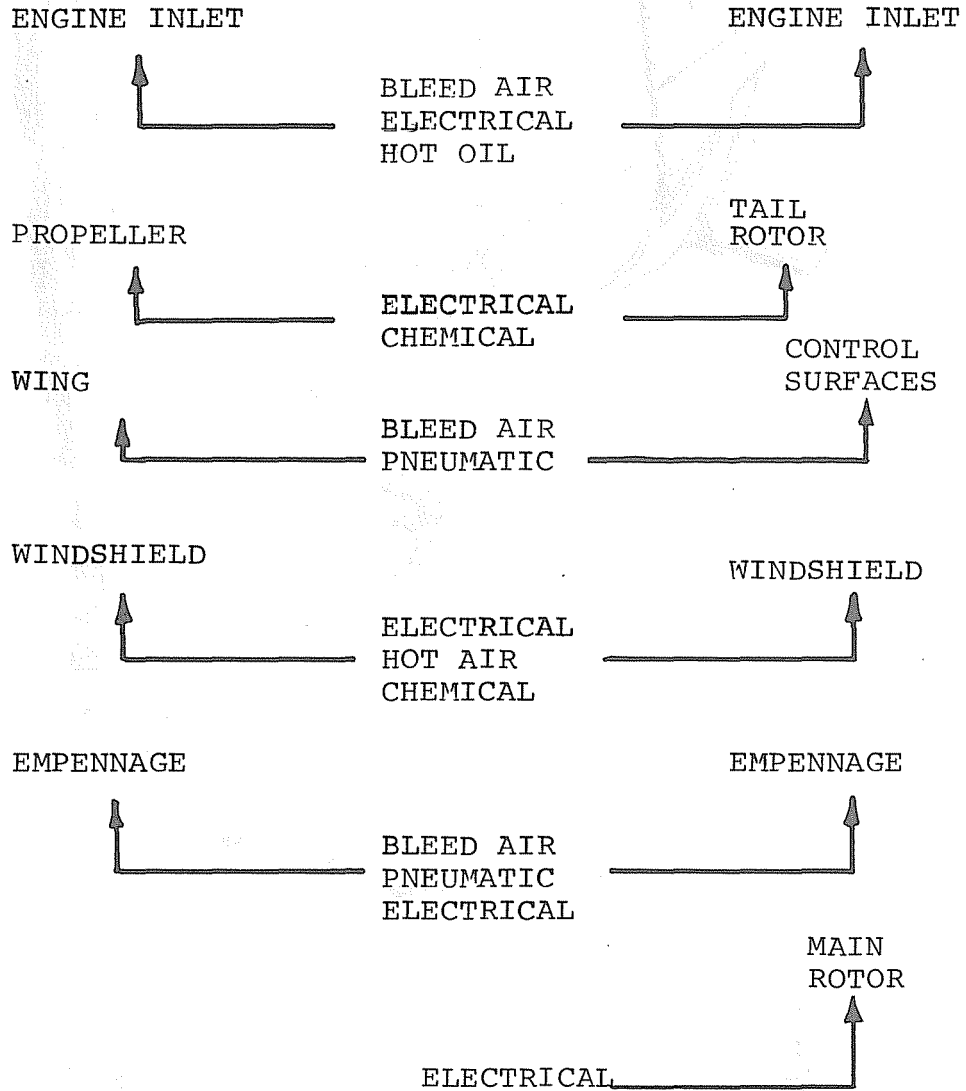 ENGINE INLET
ENGINE INLET
BLEED AIR
ELECTRICAL
HOT OIL
PROPELLER
TAIL
ROTOR
ELECTRICAL
CHEMICAL
WING
CONTROL
SURFACES
BLEED AIR
PNEUMATIC
WINDSHIELD
WINDSHIELD
ELECTRICAL
HOT AIR
CHEMICAL
EMPENNAGE
EMPENNAGE
BLEED AIR
PNEUMATIC
ELECTRICAL
MAIN
ROTOR
ELECTRICAL